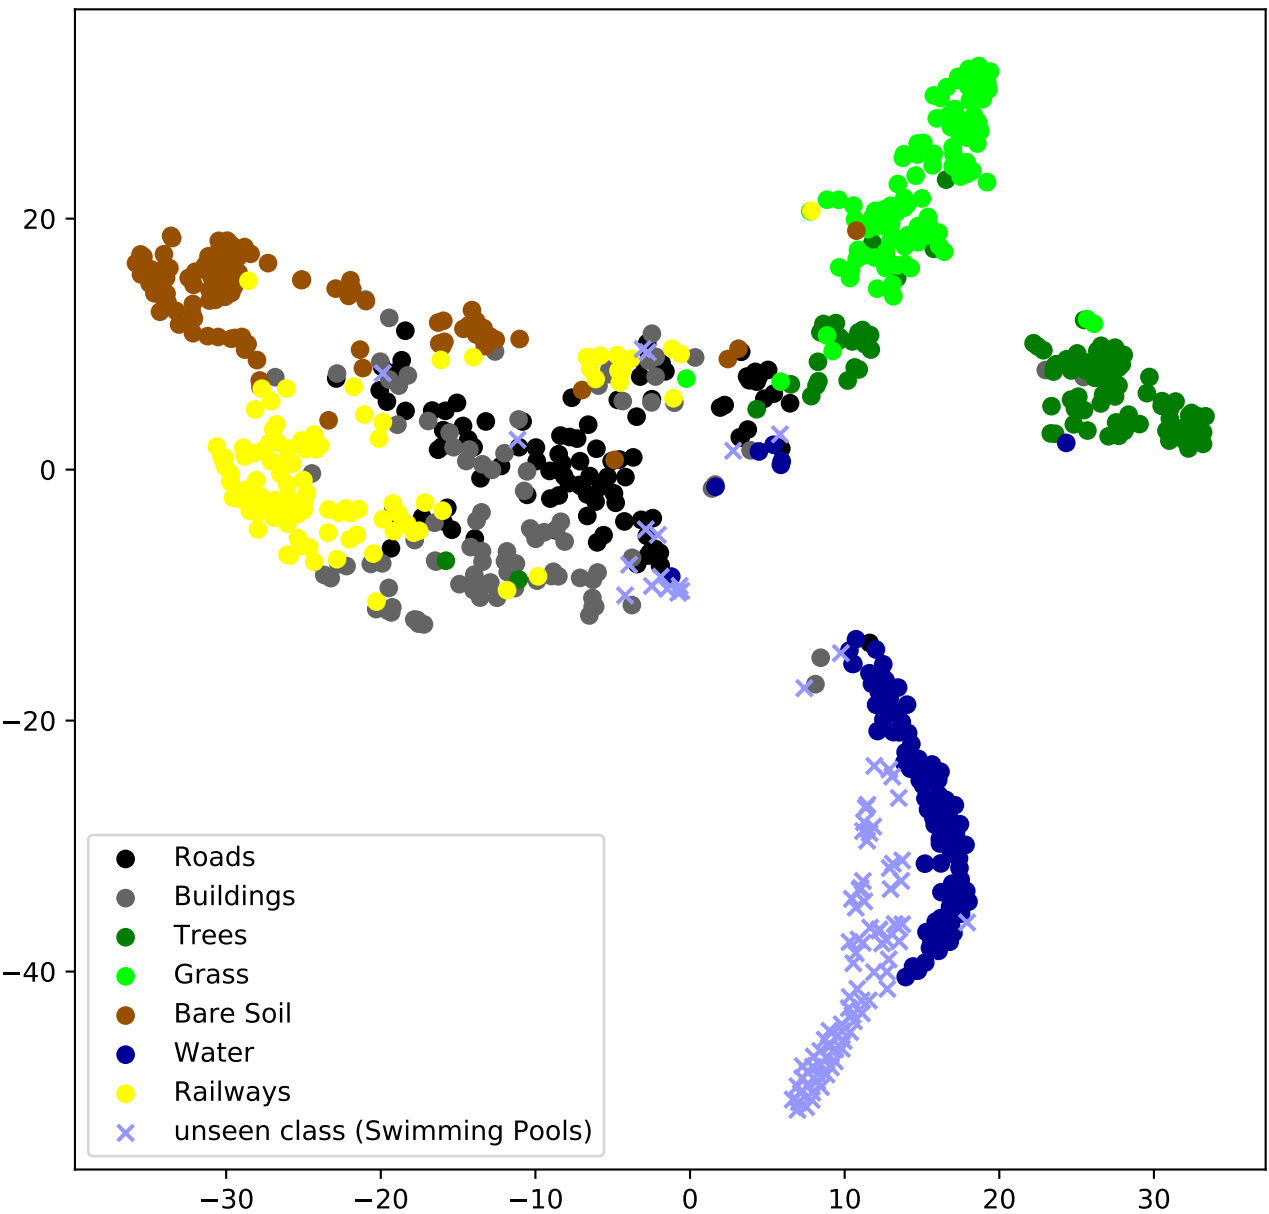 20
0
−20
−40
Roads
Buildings
Trees
Grass
Bare Soil
Water
Railways
unseen class (Swimming Pools)
−30 −20 −10 0 10 20 30